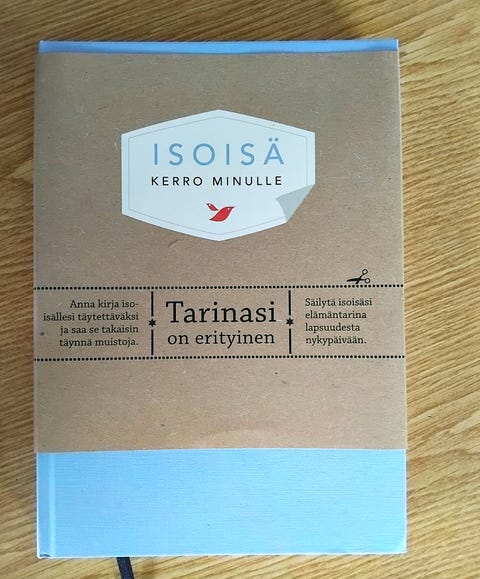 ISOISÄ
KERRO MINULLE
Anna kirja iso-
isällesi täytettäväksi
ja saa se takaisin
täynnä muistoja.
Tarinasi
on erityinen
Säilytä isoisäsi
elämäntarina
lapsuudesta
nykypäivään.